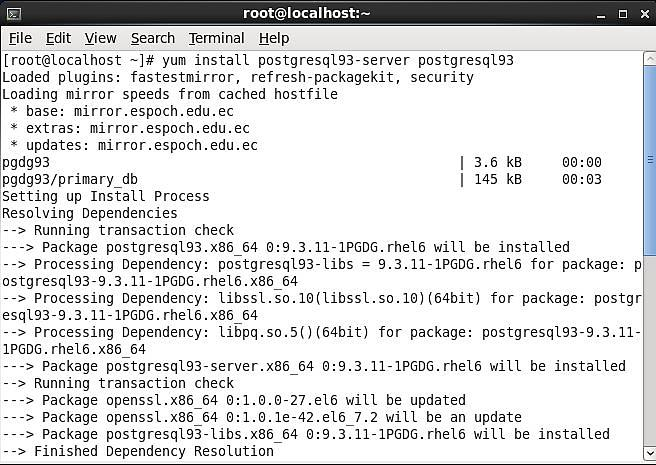 root@localhost:~
File Edit View Search Terminal Help
[root@localhost ~]# yum install postgresql93-server postgresql93
Loaded plugins: fastestmirror, refresh-packagekit, security
Loading mirror speeds from cached hostfile
 * base: mirror.espoch.edu.ec
 * extras: mirror.espoch.edu.ec
 * updates: mirror.espoch.edu.ec
pgdg93 | 3.6 kB 00:00
pgdg93/primary_db | 145 kB 00:03
Setting up Install Process
Resolving Dependencies
--> Running transaction check
---> Package postgresql93.x86_64 0:9.3.11-1PGDG.rhel6 will be installed
--> Processing Dependency: postgresql93-libs = 9.3.11-1PGDG.rhel6 for package: p
ostgresql93-9.3.11-1PGDG.rhel6.x86_64
--> Processing Dependency: libssl.so.10(libssl.so.10)(64bit) for package: postgr
esql93-9.3.11-1PGDG.rhel6.x86_64
--> Processing Dependency: libpq.so.5()(64bit) for package: postgresql93-9.3.11-
1PGDG.rhel6.x86_64
---> Package postgresql93-server.x86_64 0:9.3.11-1PGDG.rhel6 will be installed
--> Running transaction check
---> Package openssl.x86_64 0:1.0.0-27.el6 will be updated
---> Package openssl.x86_64 0:1.0.1e-42.el6_7.2 will be an update
---> Package postgresql93-libs.x86_64 0:9.3.11-1PGDG.rhel6 will be installed
--> Finished Dependency Resolution